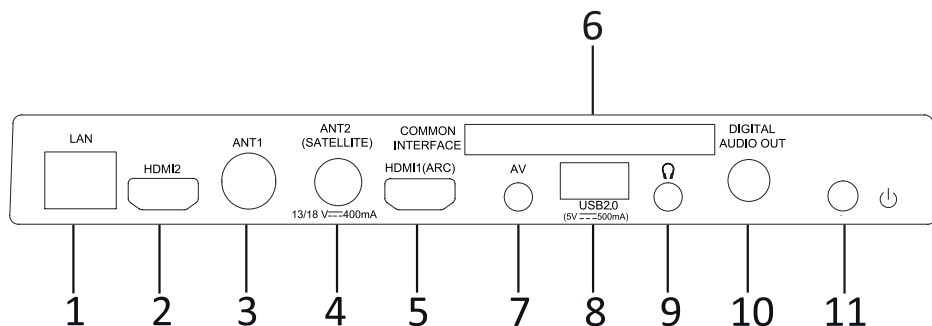 6
LAN
HDMI2
ANT1
ANT2
(SATELLITE)
13/18 V⎓400mA
COMMON
INTERFACE
HDMI1(ARC)
AV
USB2,0
(5V⎓500mA)
DIGITAL
AUDIO OUT
1 2 3 4 5 7 8 9 10 11